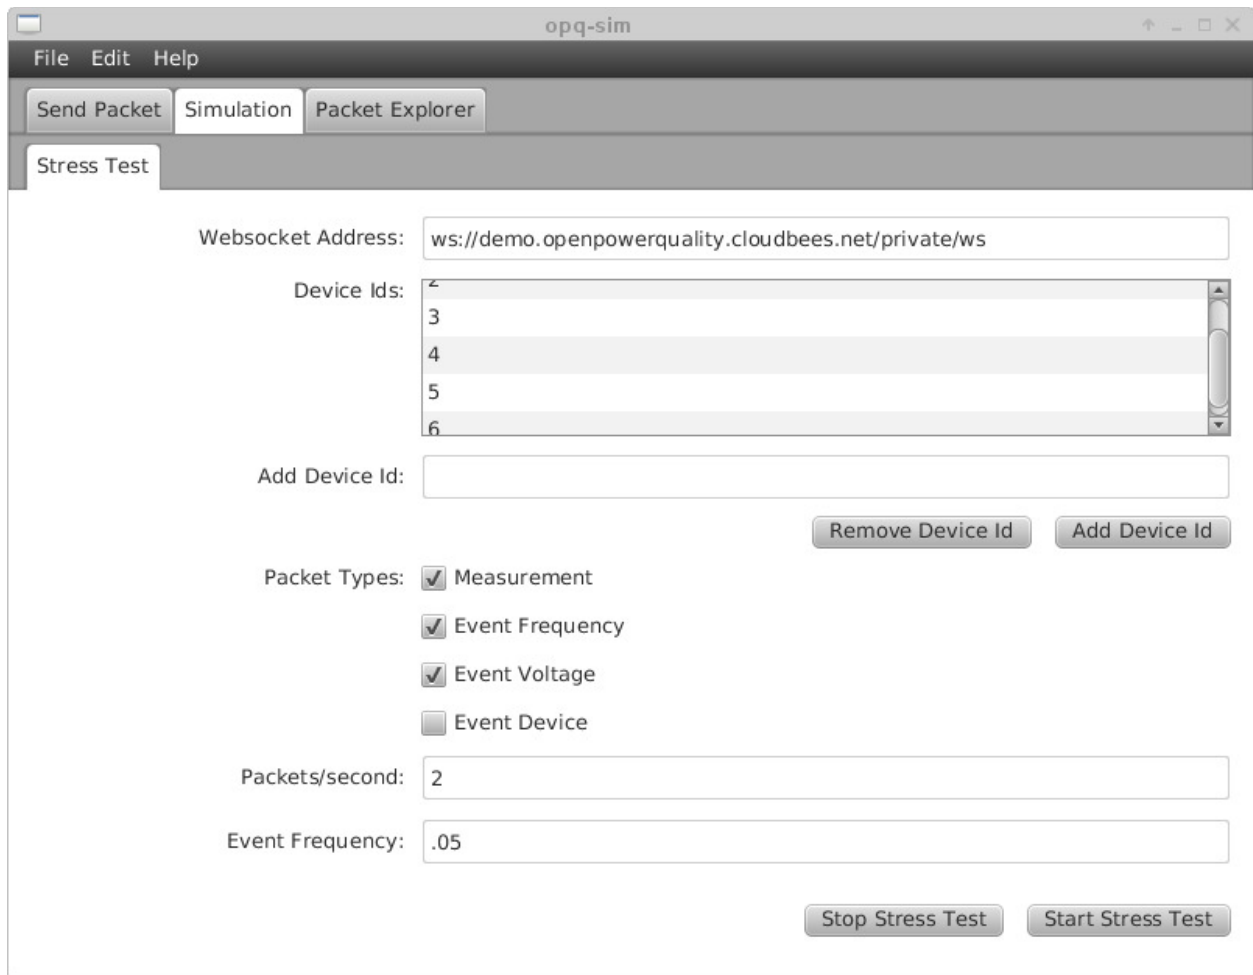 opq-sim
File Edit Help
Send Packet Simulation Packet Explorer
Stress Test
Websocket Address: ws://demo.openpowerquality.cloudbees.net/private/ws
Device Ids:
2
3
4
5
6
Add Device Id:
Remove Device Id Add Device Id
Packet Types: Measurement
Event Frequency
Event Voltage
Event Device
Packets/second: 2
Event Frequency: .05
Stop Stress Test Start Stress Test